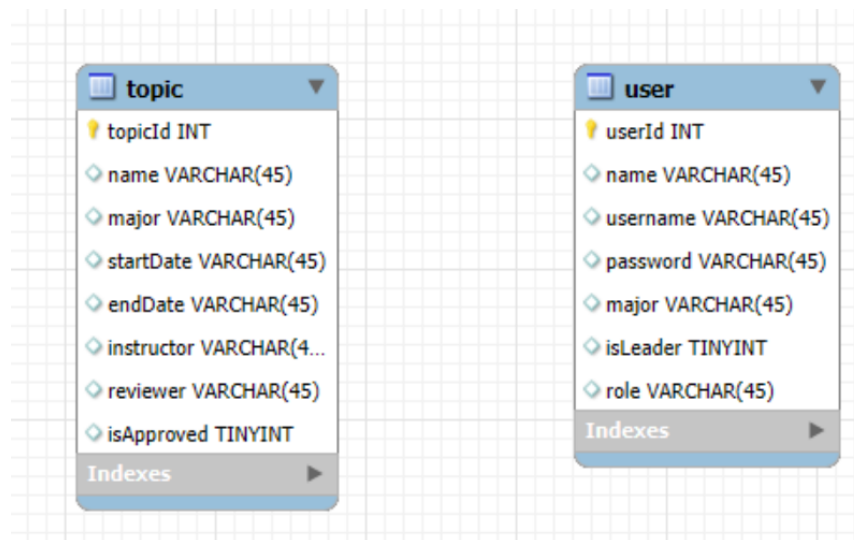 topic
topicId INT
name VARCHAR(45)
major VARCHAR(45)
startDate VARCHAR(45)
endDate VARCHAR(45)
instructor VARCHAR(4...
reviewer VARCHAR(45)
isApproved TINYINT
Indexes
user
userId INT
name VARCHAR(45)
username VARCHAR(45)
password VARCHAR(45)
major VARCHAR(45)
isLeader TINYINT
role VARCHAR(45)
Indexes